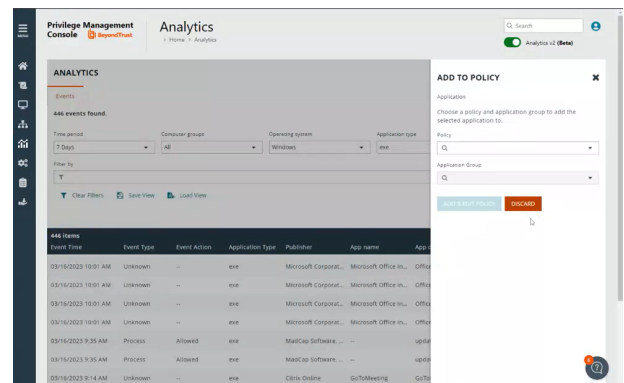 MENU
Privilege Management
Console BeyondTrust
Analytics
> Home > Analytics
Search
Analytics v2 (Beta)
ANALYTICS
Events
446 events found.
Time period
Computer groups
Operating system
Application type
7 Days
All
Windows
exe
Filter by
Clear Filters
Save View
Load View
446 items
Event Time Event Type Event Action Application Type Publisher App name App d
03/16/2023 10:01 AM Unknown -- exe Microsoft Corporat... Microsoft Office In... Office
03/16/2023 10:01 AM Unknown -- exe Microsoft Corporat... Microsoft Office In... Office
03/16/2023 10:01 AM Unknown -- exe Microsoft Corporat... Microsoft Office In... Office
03/16/2023 10:01 AM Unknown -- exe Microsoft Corporat... Microsoft Office In... Office
03/16/2023 9:35 AM Process Allowed exe MadCap Software, ... -- updat
03/16/2023 9:35 AM Process Allowed exe MadCap Software, ... -- updat
03/16/2023 9:14 AM Unknown -- exe Citrix Online GoToMeeting GoTo
ADD TO POLICY
Application
Choose a policy and application group to add the
selected application to.
Policy
Application Group
ADD & EDIT POLICY
DISCARD